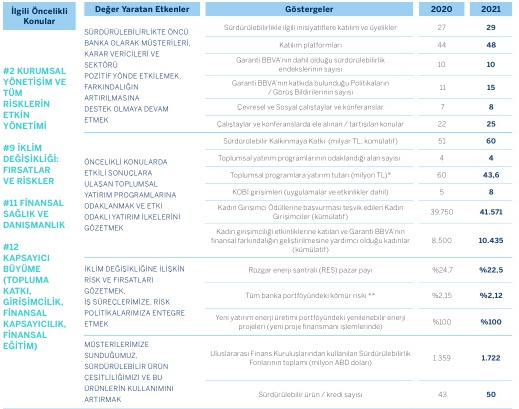 İlgili Öncelikli
Konular
Değer Yaratan Etkenler
Göstergeler
2020
2021
#2 KURUMSAL
YÖNETİŞİM VE
TÜM
RİSKLERİN
ETKİN
YÖNETİMİ
#9 İKLİM
DEĞİŞİKLİĞİ:
FIRSATLAR
VE RİSKLER
#11 FİNANSAL
SAĞLIK VE
DANIŞMANLIK
#12
KAPSAYICI
BÜYÜME
(TOPLUMA
KATKI,
GİRİŞİMCİLİK,
FİNANSAL
KAPSAYICILIK,
FİNANSAL
EĞİTİM)
SÜRDÜRÜLEBİLİRLİKTE ÖNCÜ
BANKA OLARAK MÜŞTERİLERİ,
KARAR VERİCİLERİ VE
SEKTÖRÜ
POZİTİF YÖNDE ETKİLEMEK,
FARKINDALIĞIN
ARTIRILMASINA
DESTEK OLMAYA DEVAM
ETMEK
Sürdürülebilirlikle ilgili inisiyatiflere katılım ve üyelikler 27 29
Katılım platformları 44 48
Garanti BBVA'nın dahil olduğu sürdürülebilirlik
endekslerinin sayısı 10 10
Garanti BBVA'nın katkıda bulunduğu Politikaların
/ Görüş Bildirilerinin sayısı 11 15
Çevresel ve Sosyal çalıştaylar ve konferanslar 7 8
Çalıştaylar ve konferanslarda ele alınan / tartışılan konular 22 25
ÖNCELİKLİ KONULARDA
ETKİLİ SONUÇLARA
ULAŞAN TOPLUMSAL
YATIRIM PROGRAMLARINA
ODAKLANMAK VE ETKİ
ODAKLI YATIRIM İLKELERİNİ
GÖZETMEK
Sürdürülebilir Kalkınmaya Katkı (milyar TL, kümülatif) 51 60
Toplumsal yatırım programlarının odaklandığı alan sayısı 4 4
Toplumsal programlara yatırım tutarı (milyon TL)* 60 43,6
KOBİ girişimleri (uygulamalar ve etkinlikler dahil) 5 8
Kadın Girişimci Ödüllerine başvurması teşvik edilen Kadın
Girişimciler (kümülatif) 39.750 41.571
Kadın girişimciliği etkinliklerine katılan ve Garanti BBVA'nın
finansal farkındalığın geliştirilmesine yardımcı olduğu kadınlar
(kümülatif) 8.500 10.435
İKLİM DEĞİŞİKLİĞİNE İLİŞKİN
RİSK VE FIRSATLARI
GÖZETMEK,
İŞ SÜREÇLERİMİZE, RİSK
POLİTİKALARIMIZA ENTEGRE
ETMEK
Rüzgar enerji santrali (RES) pazar payı %24,7 %22,5
Tüm banka portföyündeki kömür riski ** %2,15 %2,12
Yeni yatırım enerji üretimi portföyündeki yenilenebilir enerji
projeleri (yeni proje finansmanı işlemlerinde) %100 %100
MÜŞTERİLERİMİZE
SUNDUĞUMUZ,
SÜRDÜRÜLEBİLİR ÜRÜN
ÇEŞİTLİLİĞİMİZİ VE BU
ÜRÜNLERİN KULLANIMINI
ARTIRMAK
Uluslararası Finans Kuruluşlarından kullanılan Sürdürülebilirlik
Fonlarının toplamı (milyon ABD doları) 1.359 1.722
Sürdürülebilir ürün / kredi sayısı 43 50